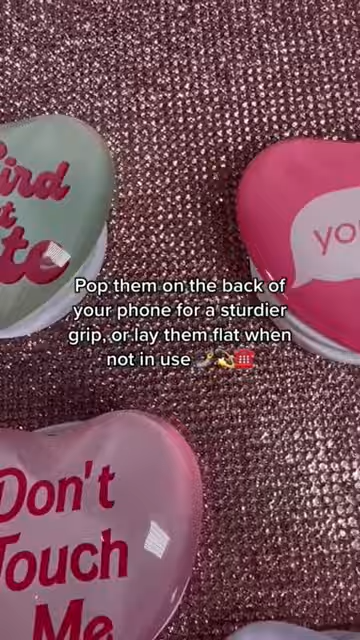 Pop them on the back of
your phone for a sturdier
grip, or lay them flat when
not in use
Don't
Touch
Me